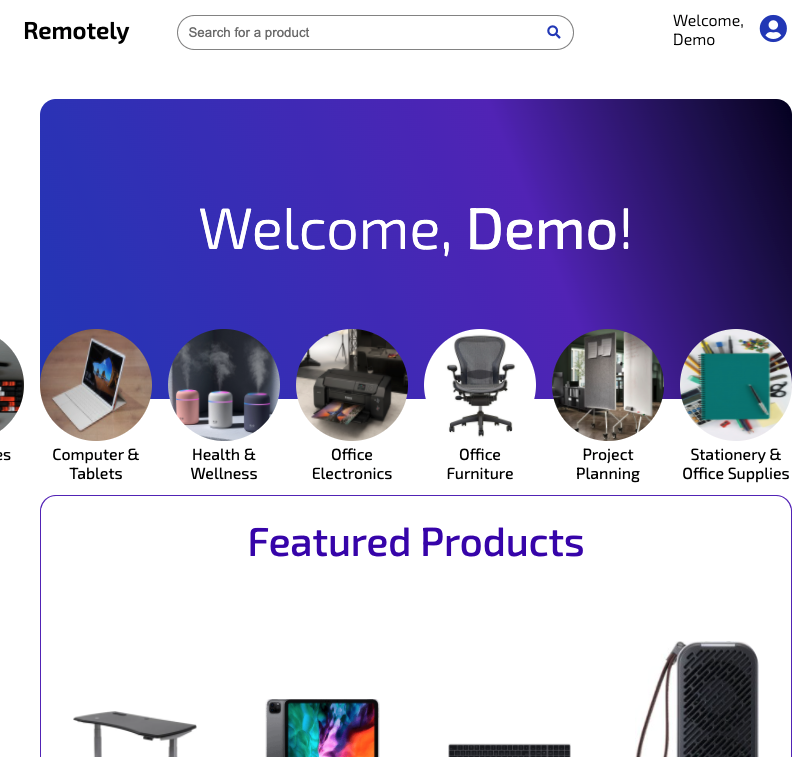 Remotely
Search for a product
Welcome,
Demo
Welcome, Demo!
es
Computer &
Tablets
Health &
Wellness
Office
Electronics
Office
Furniture
Project
Planning
Stationery &
Office Supplies
Featured Products